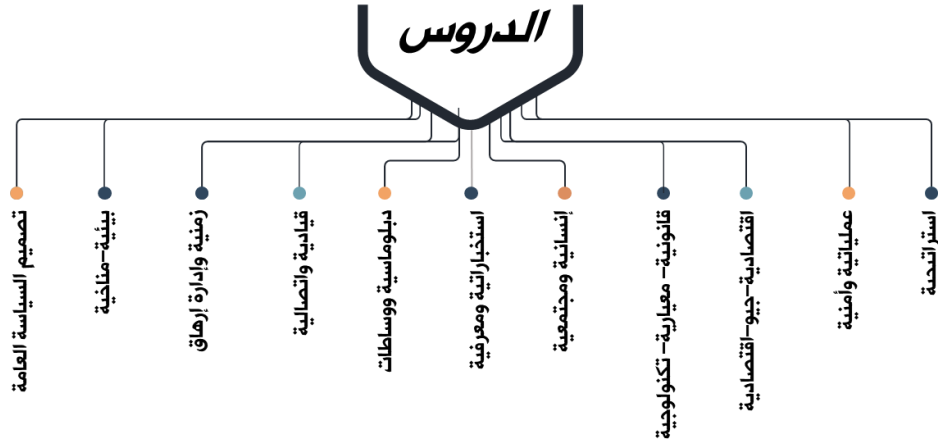 الدروس
استراتيجية
عملياتية وأمنية
اقتصادية-جيو-اقتصادية
قانونية- معيارية- تكنولوجية
إنسانية ومجتمعية
استخباراتية ومعرفية
دبلوماسية ووساطات
قيادية واتصالية
زمنية وإدارة إرهاق
بيئية-مناخية
تصميم السياسة العامة